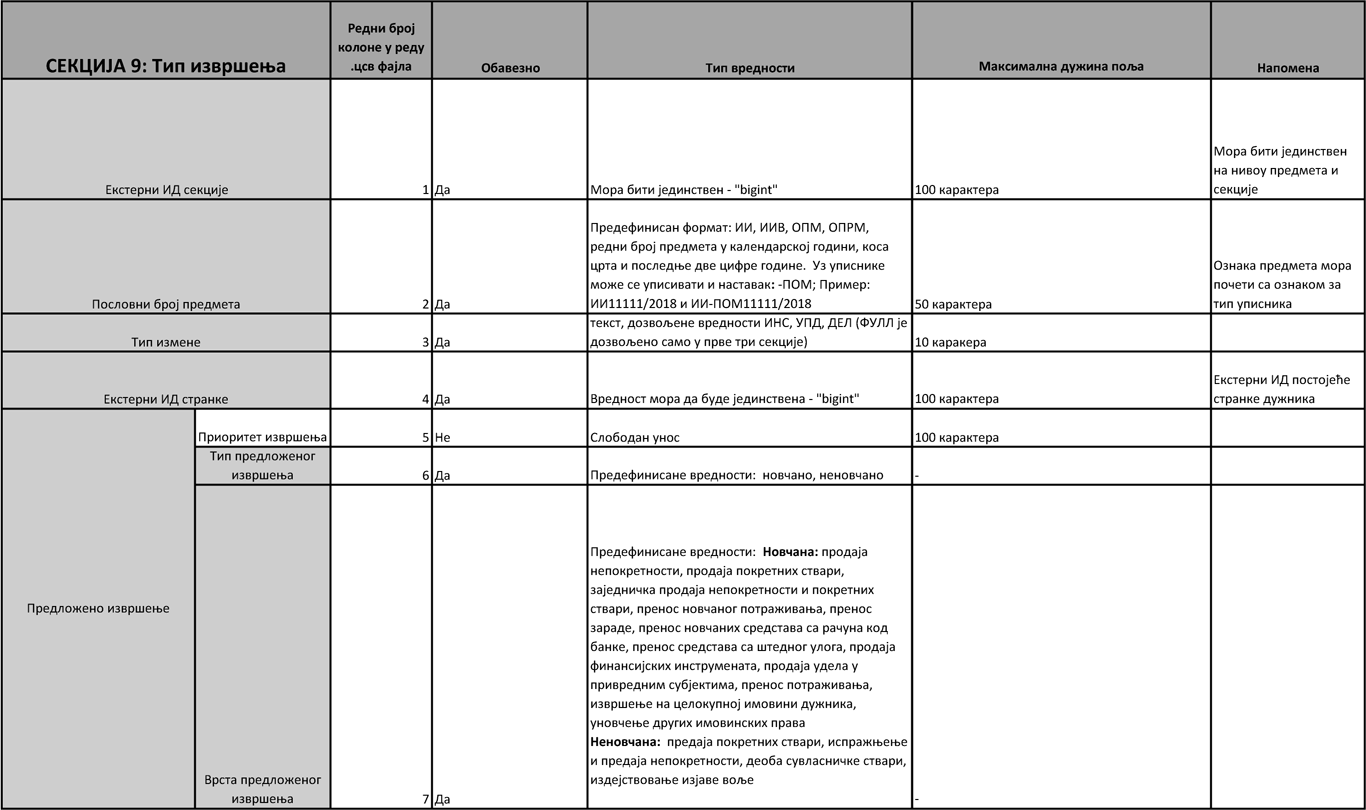 СЕКЦИЈА 9: Тип извршења
Редни број
колоне у реду
.цсв фајла
Обавезно
Тип вредности
Максимална дужина поља
Напомена
Екстерни ИД секције
1
Да
Мора бити јединствен - "bigint"
100 карактера
Мора бити јединствен
на нивоу предмета и
секције
Пословни број предмета
2
Да
Предефинисан формат: ИИ, ИИВ, ОПМ, ОПРМ,
редни број предмета у календарској години, коса
црта и последње две цифре године.  Уз уписнике
може се уписивати и наставак: -ПОМ; Пример:
ИИ11111/2018 и ИИ-ПОМ11111/2018
50 карактера
Ознака предмета мора
почети са ознаком за
тип уписника
Тип измене
3
Да
текст, дозвољене вредности ИНС, УПД, ДЕЛ (ФУЛЛ је
дозвољено само у прве три секције)
10 каракера
Екстерни ИД странке
4
Да
Вредност мора да буде јединствена - "bigint"
100 карактера
Екстерни ИД постојеће
странке дужника
Предложено извршење
Приоритет извршења
5
Не
Слободан унос
100 карактера
Тип предложеног
извршења
6
Да
Предефинисане вредности:  новчано, неновчано
-
Врста предложеног
извршења
7
Да
Предефинисане вредности:  Новчана: продаја
непокретности, продаја покретних ствари,
заједничка продаја непокретности и покретних
ствари, пренос новчаног потраживања, пренос
зараде, пренос новчаних средстава са рачуна код
банке, пренос средстава са штедног улога, продаја
финансијских инструмената, продаја удела у
привредним субјектима, пренос потраживања,
извршење на целокупној имовини дужника,
уновчење других имовинских права
Неновчана:  предаја покретних ствари, испражњење
и предаја непокретности, деоба сувласничке ствари,
издејствовање изјаве воље
-